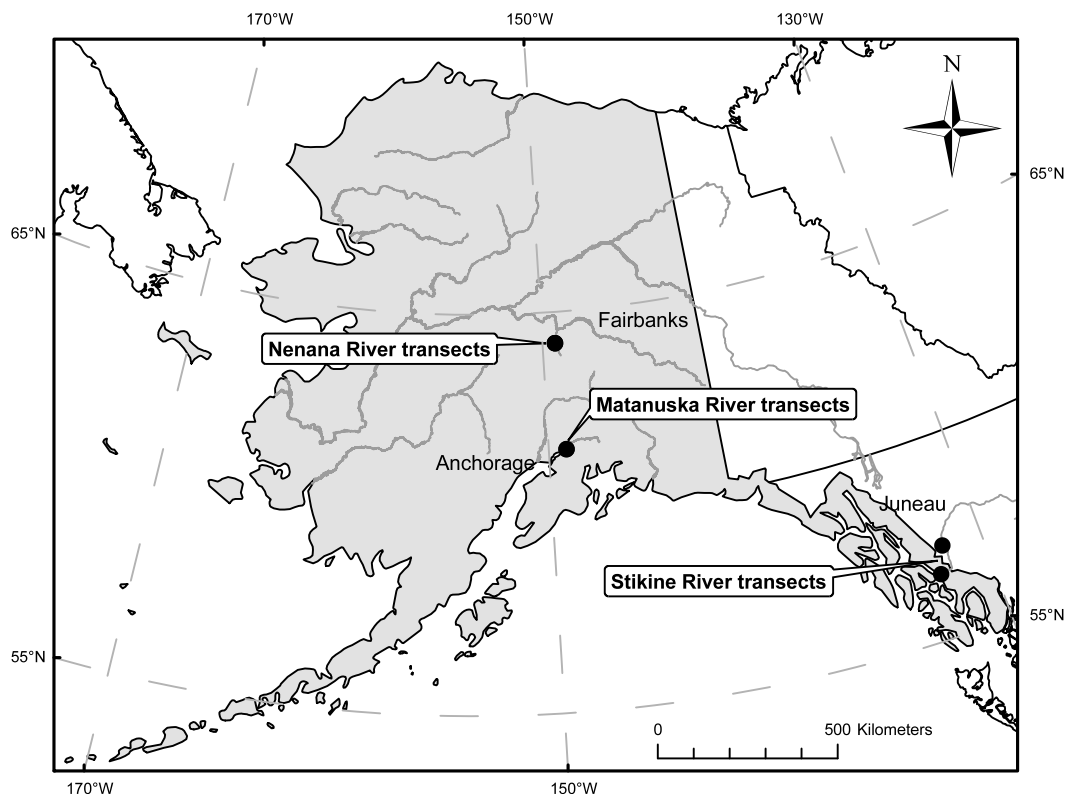 170°W 150°W 130°W
N
65°N
65°N
Fairbanks
Nenana River transects
Matanuska River transects
Anchorage
Juneau
Stikine River transects
55°N
55°N
0 500 Kilometers
170°W 150°W